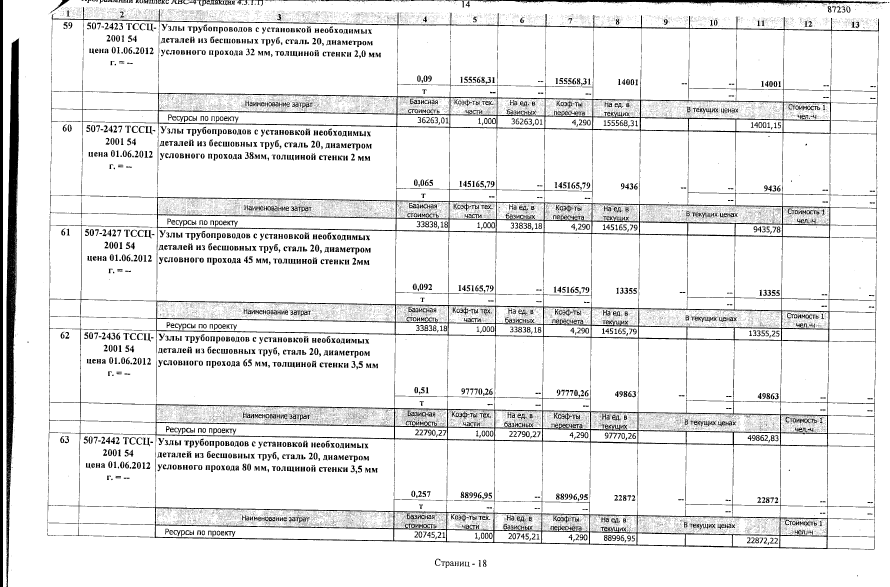 Программный комплекс АВС-4 (редакция 4.3.1.1) 14 87230
1 2 3 4 5 6 7 8 9 10 11 12 13
59 507-2423 ТССЦ- Узлы трубопроводов с установкой необходимых
2001 54 деталей из бесшовных труб, сталь 20, диаметром
цена 01.06.2012 условного прохода 32 мм, толщиной стенки 2,0 мм
г. = --
0,09 155568,31 -- 155568,31 14001 -- -- 14001 -- --
т -- -- -- -- --
Наименование затрат Базисная стоимость Коэф-ты тех. части На ед. в базисных Коэф-ты пересчета На ед. в текущих В текущих ценах Стоимость 1 чел.-ч
Ресурсы по проекту 36263,01 1,000 36263,01 4,290 155568,31 14001,15
60 507-2427 ТССЦ- Узлы трубопроводов с установкой необходимых
2001 54 деталей из бесшовных труб, сталь 20, диаметром
цена 01.06.2012 условного прохода 38мм, толщиной стенки 2 мм
г. = --
0,065 145165,79 -- 145165,79 9436 -- -- 9436 -- --
т -- -- -- -- --
Наименование затрат Базисная стоимость Коэф-ты тех. части На ед. в базисных Коэф-ты пересчета На ед. в текущих В текущих ценах Стоимость 1 чел.-ч
Ресурсы по проекту 33838,18 1,000 33838,18 4,290 145165,79 9435,78
61 507-2427 ТССЦ- Узлы трубопроводов с установкой необходимых
2001 54 деталей из бесшовных труб, сталь 20, диаметром
цена 01.06.2012 условного прохода 45 мм, толщиной стенки 2мм
г. = --
0,092 145165,79 -- 145165,79 13355 -- -- 13355 -- --
т -- -- -- -- --
Наименование затрат Базисная стоимость Коэф-ты тех. части На ед. в базисных Коэф-ты пересчета На ед. в текущих В текущих ценах Стоимость 1 чел.-ч
Ресурсы по проекту 33838,18 1,000 33838,18 4,290 145165,79 13355,25
62 507-2436 ТССЦ- Узлы трубопроводов с установкой необходимых
2001 54 деталей из бесшовных труб, сталь 20, диаметром
цена 01.06.2012 условного прохода 65 мм, толщиной стенки 3,5 мм
г. = --
0,51 97770,26 -- 97770,26 49863 -- -- 49863 -- --
т -- -- -- -- --
Наименование затрат Базисная стоимость Коэф-ты тех. части На ед. в базисных Коэф-ты пересчета На ед. в текущих В текущих ценах Стоимость 1 чел.-ч
Ресурсы по проекту 22790,27 1,000 22790,27 4,290 97770,26 49862,83
63 507-2442 ТССЦ- Узлы трубопроводов с установкой необходимых
2001 54 деталей из бесшовных труб, сталь 20, диаметром
цена 01.06.2012 условного прохода 80 мм, толщиной стенки 3,5 мм
г. = --
0,257 88996,95 -- 88996,95 22872 -- -- 22872 -- --
т -- -- -- -- --
Наименование затрат Базисная стоимость Коэф-ты тех. части На ед. в базисных Коэф-ты пересчета На ед. в текущих В текущих ценах Стоимость 1 чел.-ч
Ресурсы по проекту 20745,21 1,000 20745,21 4,290 88996,95 22872,22
Страниц - 18